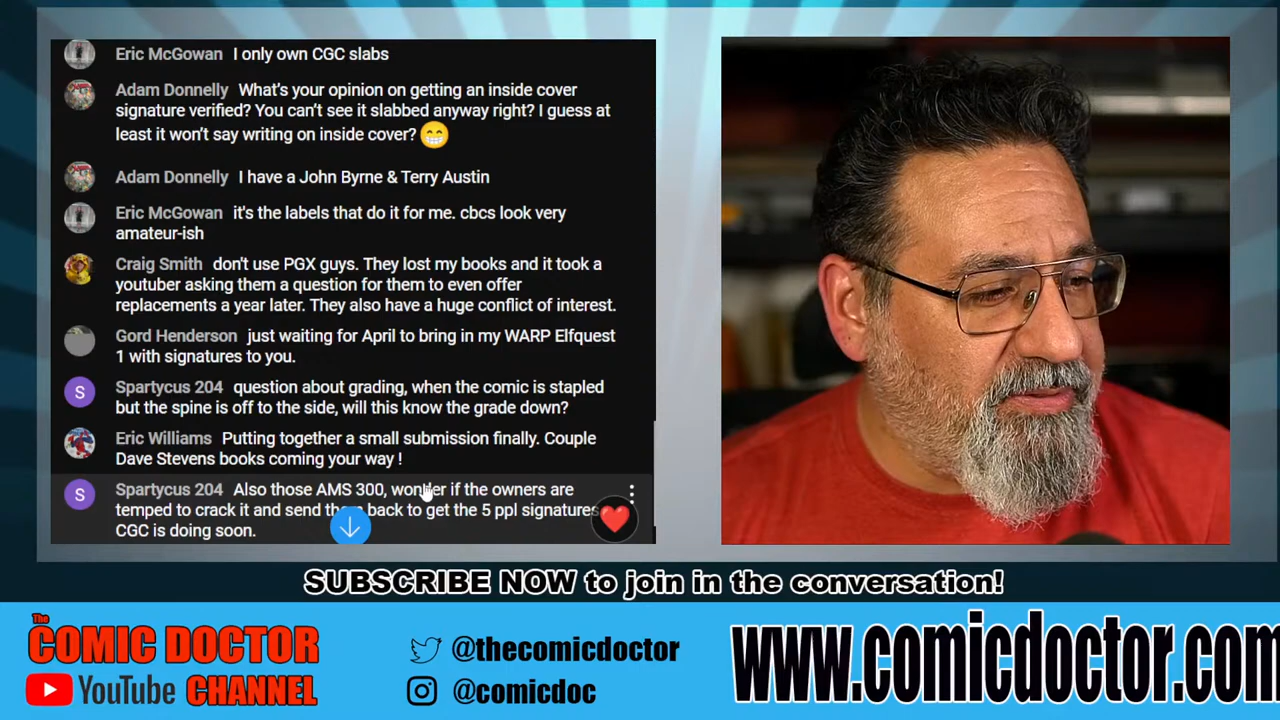 Eric McGowan I only own CGC slabs
Adam Donnelly What's your opinion on getting an inside cover
signature verified? You can't see it slabbed anyway right? I guess at
least it won't say writing on inside cover?
Adam Donnelly I have a John Byrne & Terry Austin
Eric McGowan it's the labels that do it for me. cbcs look very
amateur-ish
Craig Smith don't use PGX guys. They lost my books and it took a
youtuber asking them a question for them to even offer
replacements a year later. They also have a huge conflict of interest.
Gord Henderson just waiting for April to bring in my WARP Elfquest
1 with signatures to you.
S Spartycus 204 question about grading, when the comic is stapled
but the spine is off to the side, will this know the grade down?
Eric Williams Putting together a small submission finally. Couple
Dave Stevens books coming your way !
S Spartycus 204 Also those AMS 300, wonder if the owners are
temped to crack it and send back to get the 5 ppl signatures
CGC is doing soon.
SUBSCRIBE NOW to join in the conversation!
The
COMIC DOCTOR
YouTube CHANNEL
@thecomicdoctor
@comicdoc
www.comicdoctor.com